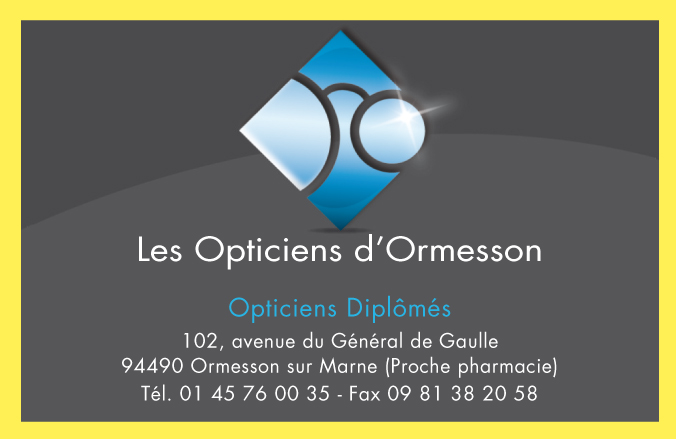 Les Opticiens d’Ormesson
Opticiens Diplômés
102, avenue du Général de Gaulle
94490 Ormesson sur Marne (Proche pharmacie)
Tél. 01 45 76 00 35 - Fax 09 81 38 20 58